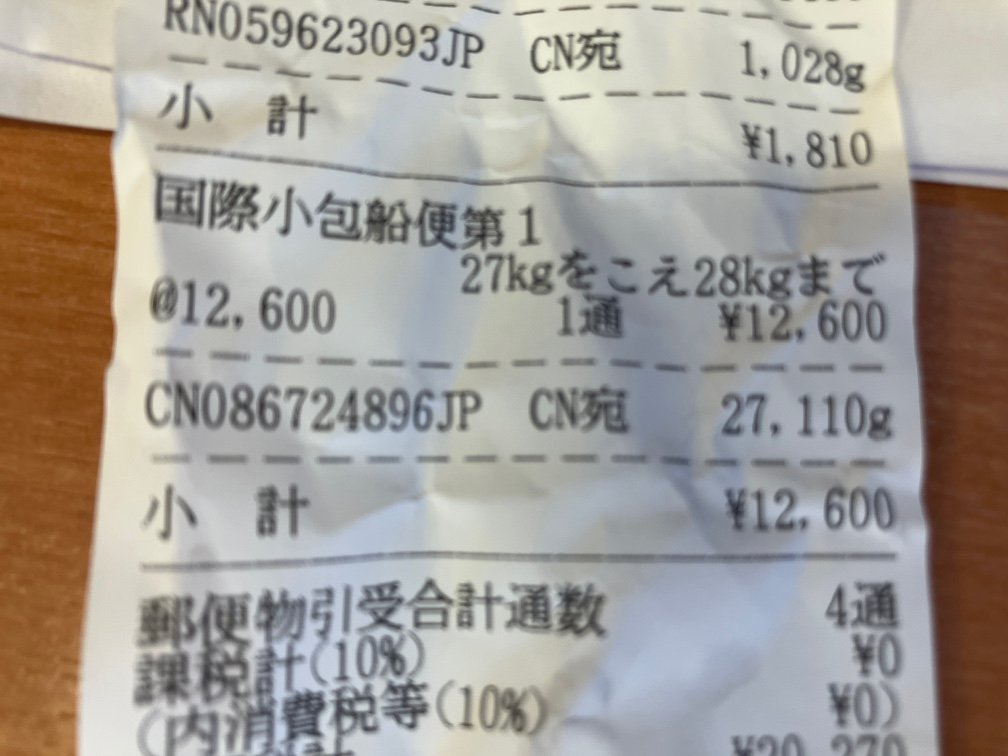 RN059623093JP CN宛 1,028g
小 計 ¥1,810
国際小包船便第1
27kgをこえ28kgまで
@12,600 1通 ¥12,600
CN086724896JP CN宛 27,110g
小 計 ¥12,600
郵便物引受合計通数 4通
課税計(10%) ¥0
(内消費税等(10%) ¥0)
¥20,270